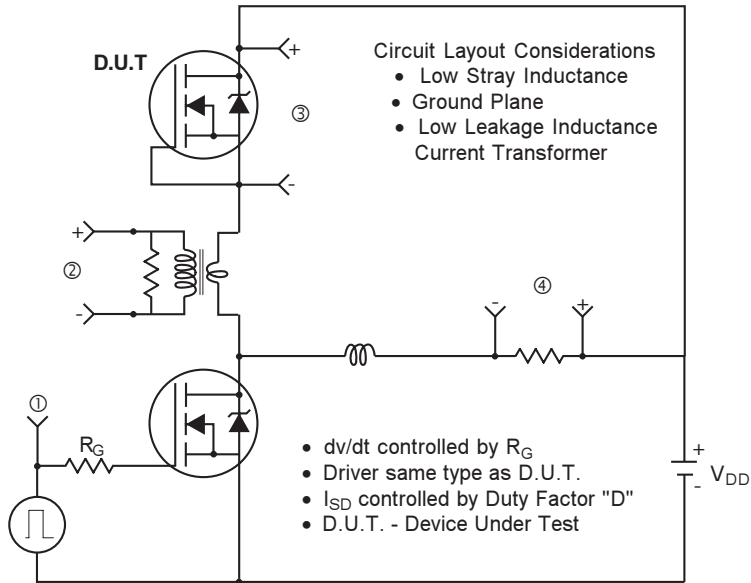 D.U.T
+
③
-
Circuit Layout Considerations
• Low Stray Inductance
• Ground Plane
• Low Leakage Inductance
Current Transformer
+
②
-
-
④
+
①
R_G
• dv/dt controlled by R_G
• Driver same type as D.U.T.
• I_SD controlled by Duty Factor "D"
• D.U.T. - Device Under Test
+
-
V_DD